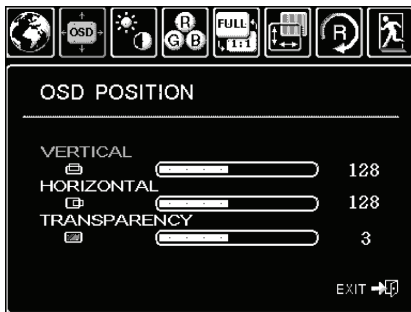 OSD R G B FULL 1:1 R
OSD POSITION
VERTICAL
128
HORIZONTAL
128
TRANSPARENCY
3
EXIT